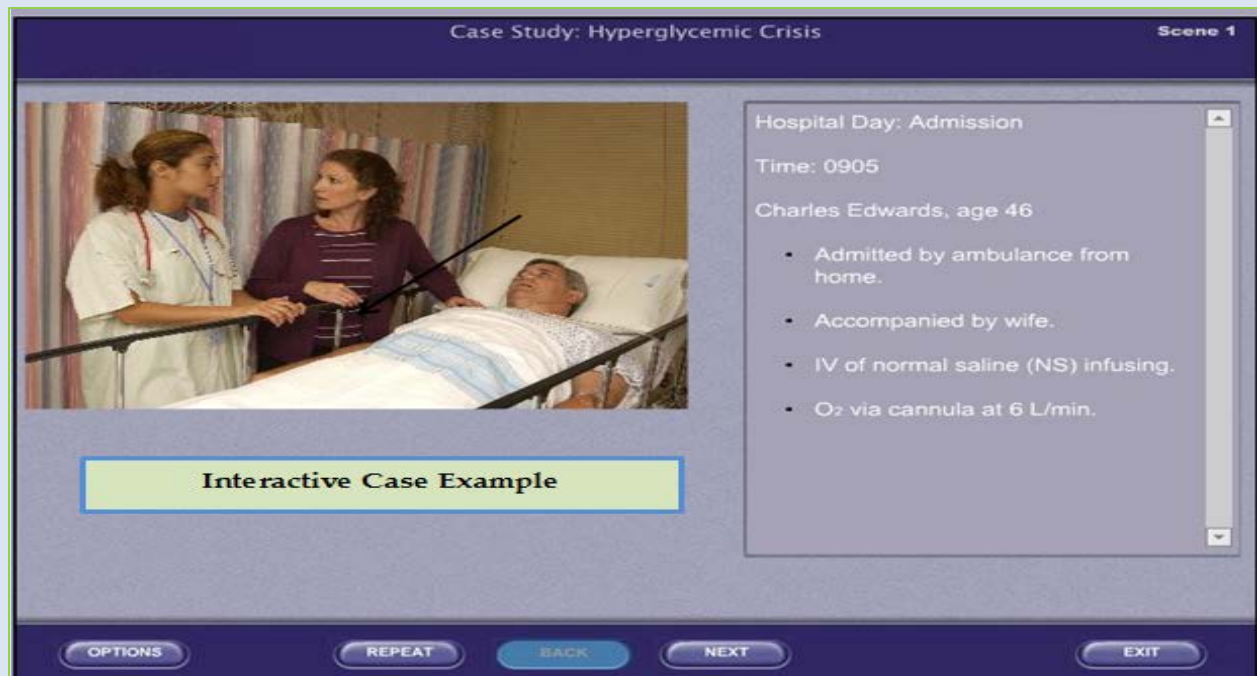 Case Study: Hyperglycemic Crisis
Scene 1
Hospital Day: Admission
Time: 0905
Charles Edwards, age 46
• Admitted by ambulance from
home.
• Accompanied by wife.
• IV of normal saline (NS) infusing.
• O₂ via cannula at 6 L/min.
Interactive Case Example
OPTIONS
REPEAT
BACK
NEXT
EXIT